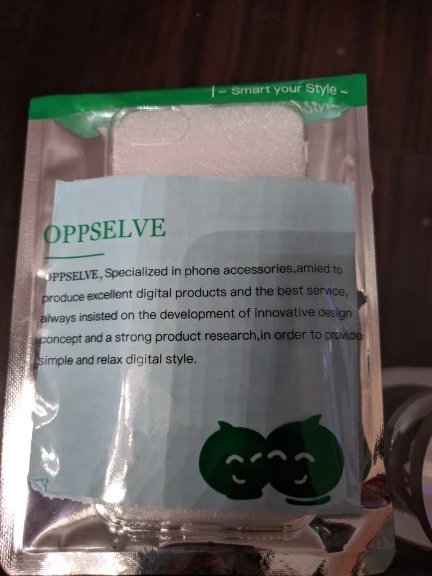 – Smart your Style –
OPPSELVE
OPPSELVE, Specialized in phone accessories,amied to
produce excellent digital products and the best service,
always insisted on the development of innovative design
concept and a strong product research,in order to provide
simple and relax digital style.